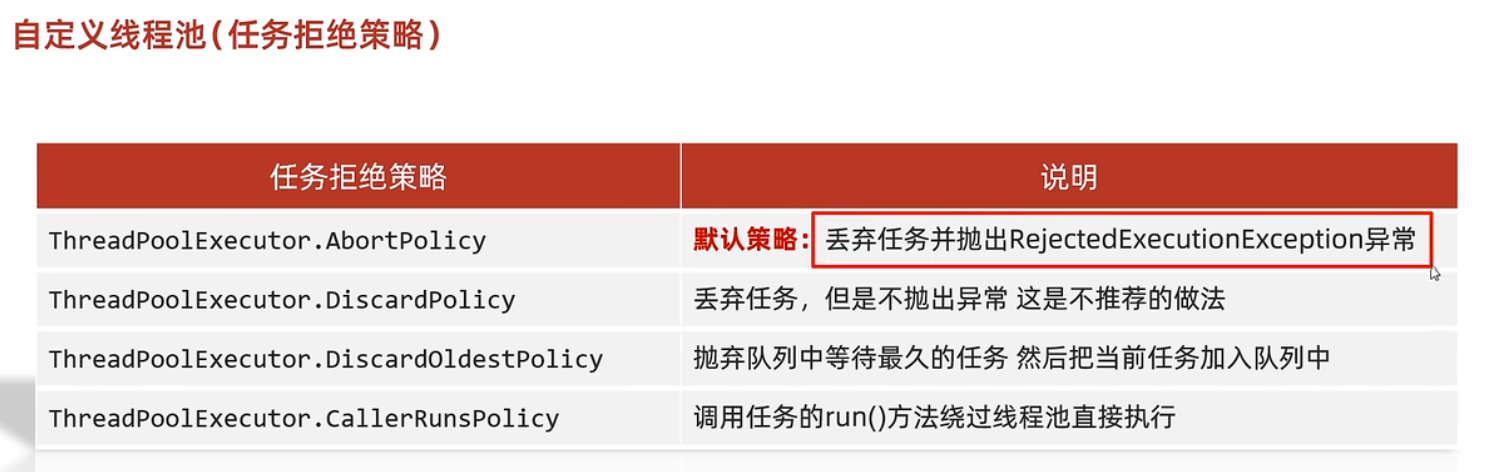 自定义线程池(任务拒绝策略)
任务拒绝策略 说明
ThreadPoolExecutor.AbortPolicy 默认策略：丢弃任务并抛出RejectedExecutionException异常
ThreadPoolExecutor.DiscardPolicy 丢弃任务，但是不抛出异常 这是不推荐的做法
ThreadPoolExecutor.DiscardOldestPolicy 抛弃队列中等待最久的任务 然后把当前任务加入队列中
ThreadPoolExecutor.CallerRunsPolicy 调用任务的run()方法绕过线程池直接执行